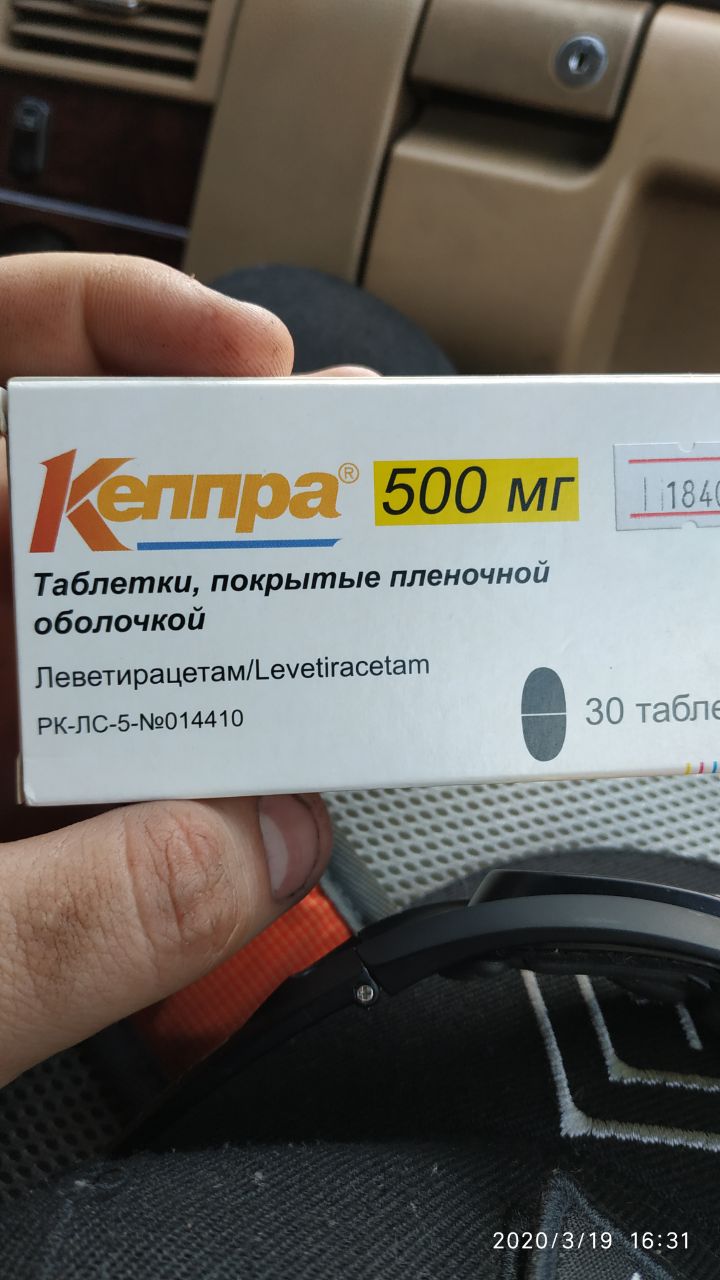 Кеппра® 500 мг
1840
Таблетки, покрытые пленочной
оболочкой
Леветирацетам/Levetiracetam
РК-ЛС-5-№014410
30
2020/3/19 16:31